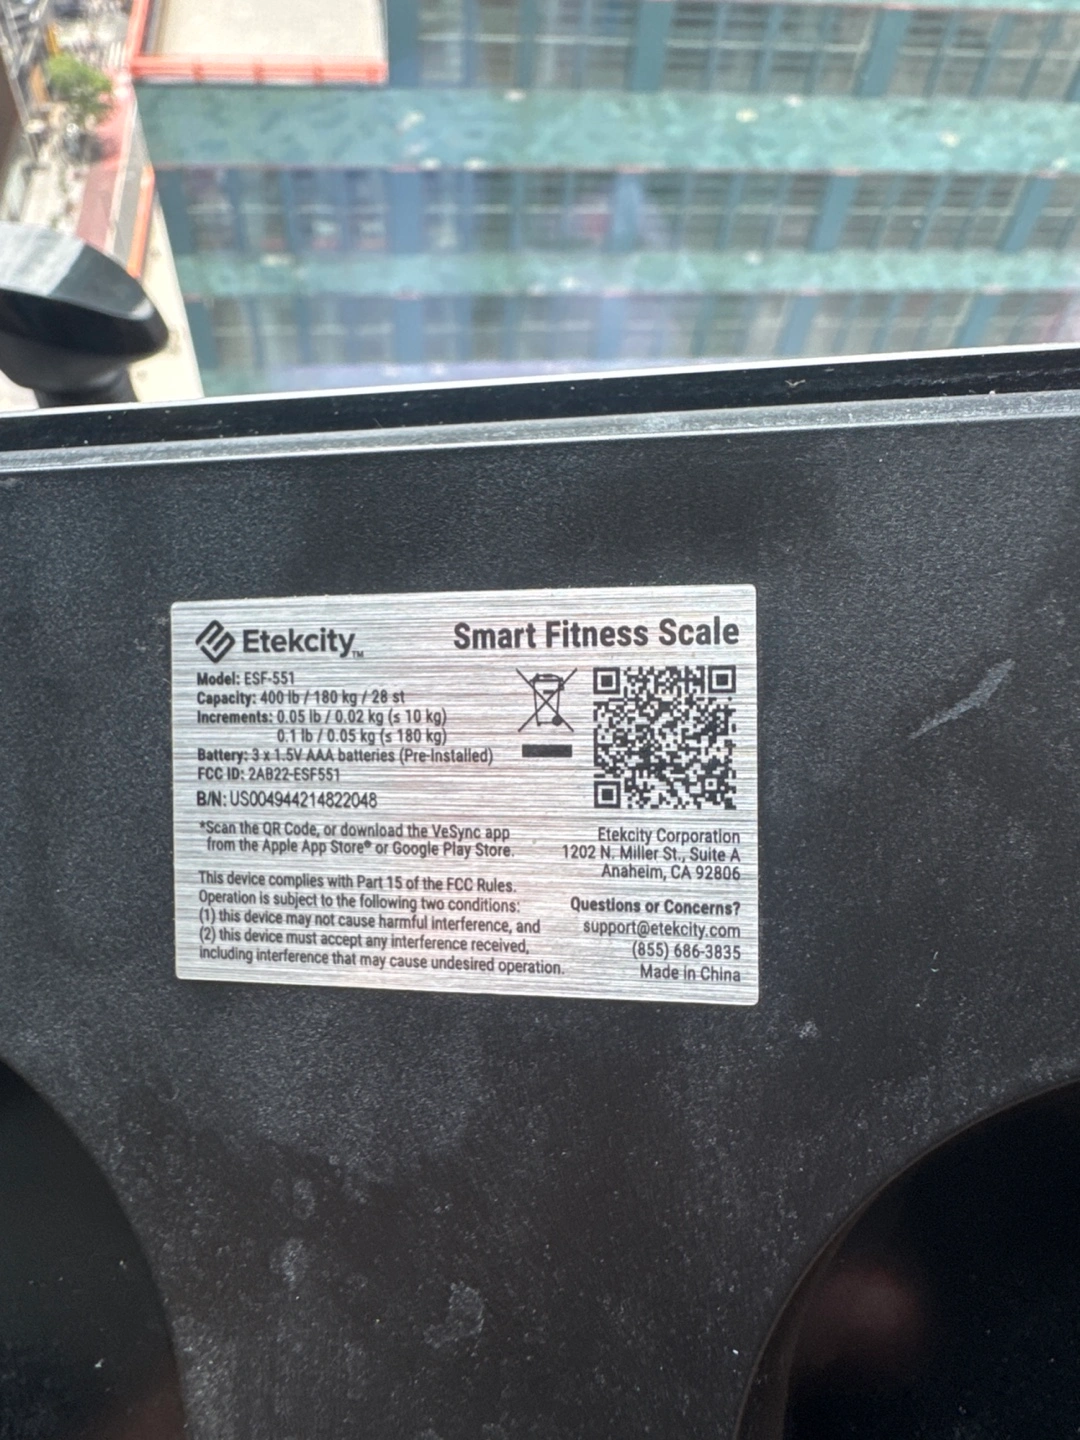 Etekcity™
Smart Fitness Scale
Model: ESF-551
Capacity: 400 lb / 180 kg / 28 st
Increments: 0.05 lb / 0.02 kg (≤ 10 kg)
0.1 lb / 0.05 kg (≤ 180 kg)
Battery: 3 x 1.5V AAA batteries (Pre-Installed)
FCC ID: 2AB22-ESF551
B/N: US004944214822048
*Scan the QR Code, or download the VeSync app
from the Apple App Store® or Google Play Store.
This device complies with Part 15 of the FCC Rules.
Operation is subject to the following two conditions:
(1) this device may not cause harmful interference, and
(2) this device must accept any interference received,
including interference that may cause undesired operation.
Etekcity Corporation
1202 N. Miller St., Suite A
Anaheim, CA 92806
Questions or Concerns?
support@etekcity.com
(855) 686-3835
Made in China